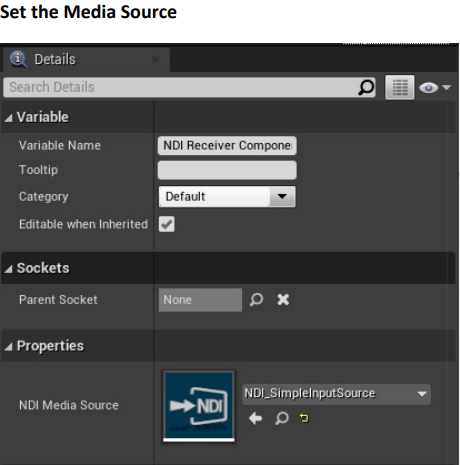 Set the Media Source
Details
Search Details
Variable
Variable Name NDI Receiver Compone
Tooltip
Category Default
Editable when Inherited
Sockets
Parent Socket None
Properties
NDI Media Source NDI NDI_SimpleInputSource